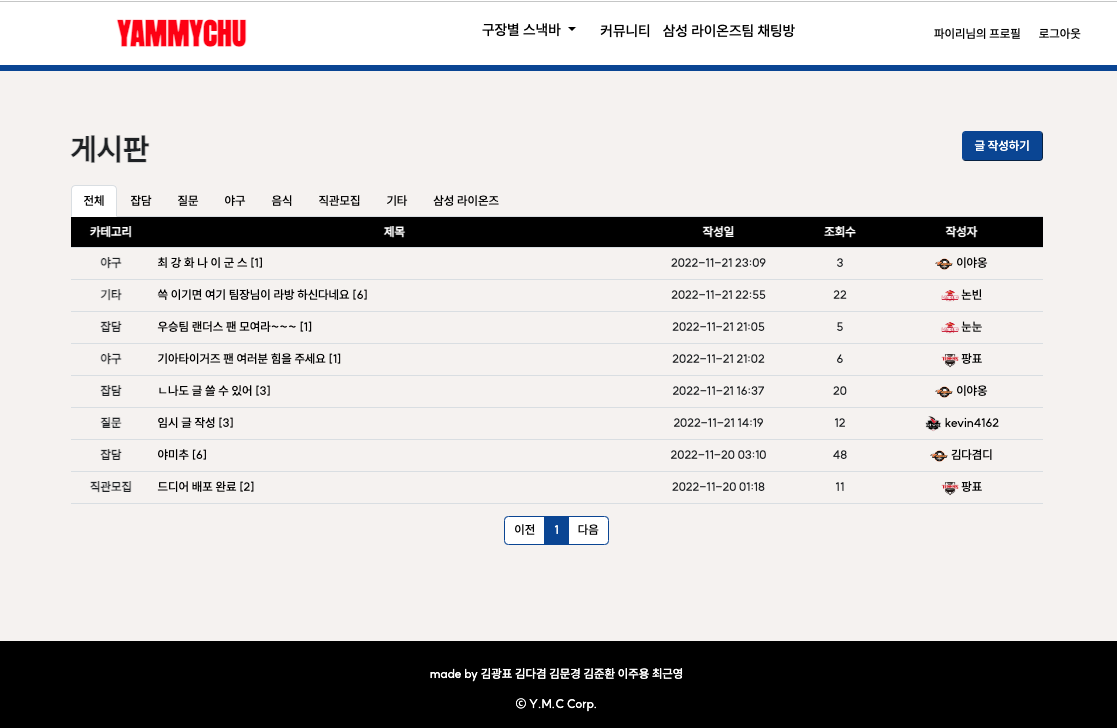 YAMMYCHU 구장별 스낵바 커뮤니티 삼성 라이온즈팀 채팅방 파이리님의 프로필 로그아웃
게시판 글 작성하기
전체 잡담 질문 야구 음식 직관모집 기타 삼성 라이온즈
카테고리 제목 작성일 조회수 작성자
야구 최 강 화 나 이 군 스 [1] 2022-11-21 23:09 3 이야옹
기타 쓱 이기면 여기 팀장님이 라방 하신다네요 [6] 2022-11-21 22:55 22 논빈
잡담 우승팀 랜더스 팬 모여라~~~ [1] 2022-11-21 21:05 5 눈눈
야구 기아타이거즈 팬 여러분 힘을 주세요 [1] 2022-11-21 21:02 6 팡표
잡담 ㄴ나도 글 쓸 수 있어 [3] 2022-11-21 16:37 20 이야옹
질문 임시 글 작성 [3] 2022-11-21 14:19 12 kevin4162
잡담 야미추 [6] 2022-11-20 03:10 48 김다겸디
직관모집 드디어 배포 완료 [2] 2022-11-20 01:18 11 팡표
이전 1 다음
made by 김광표 김다겸 김문경 김준환 이주용 최근영
© Y.M.C Corp.